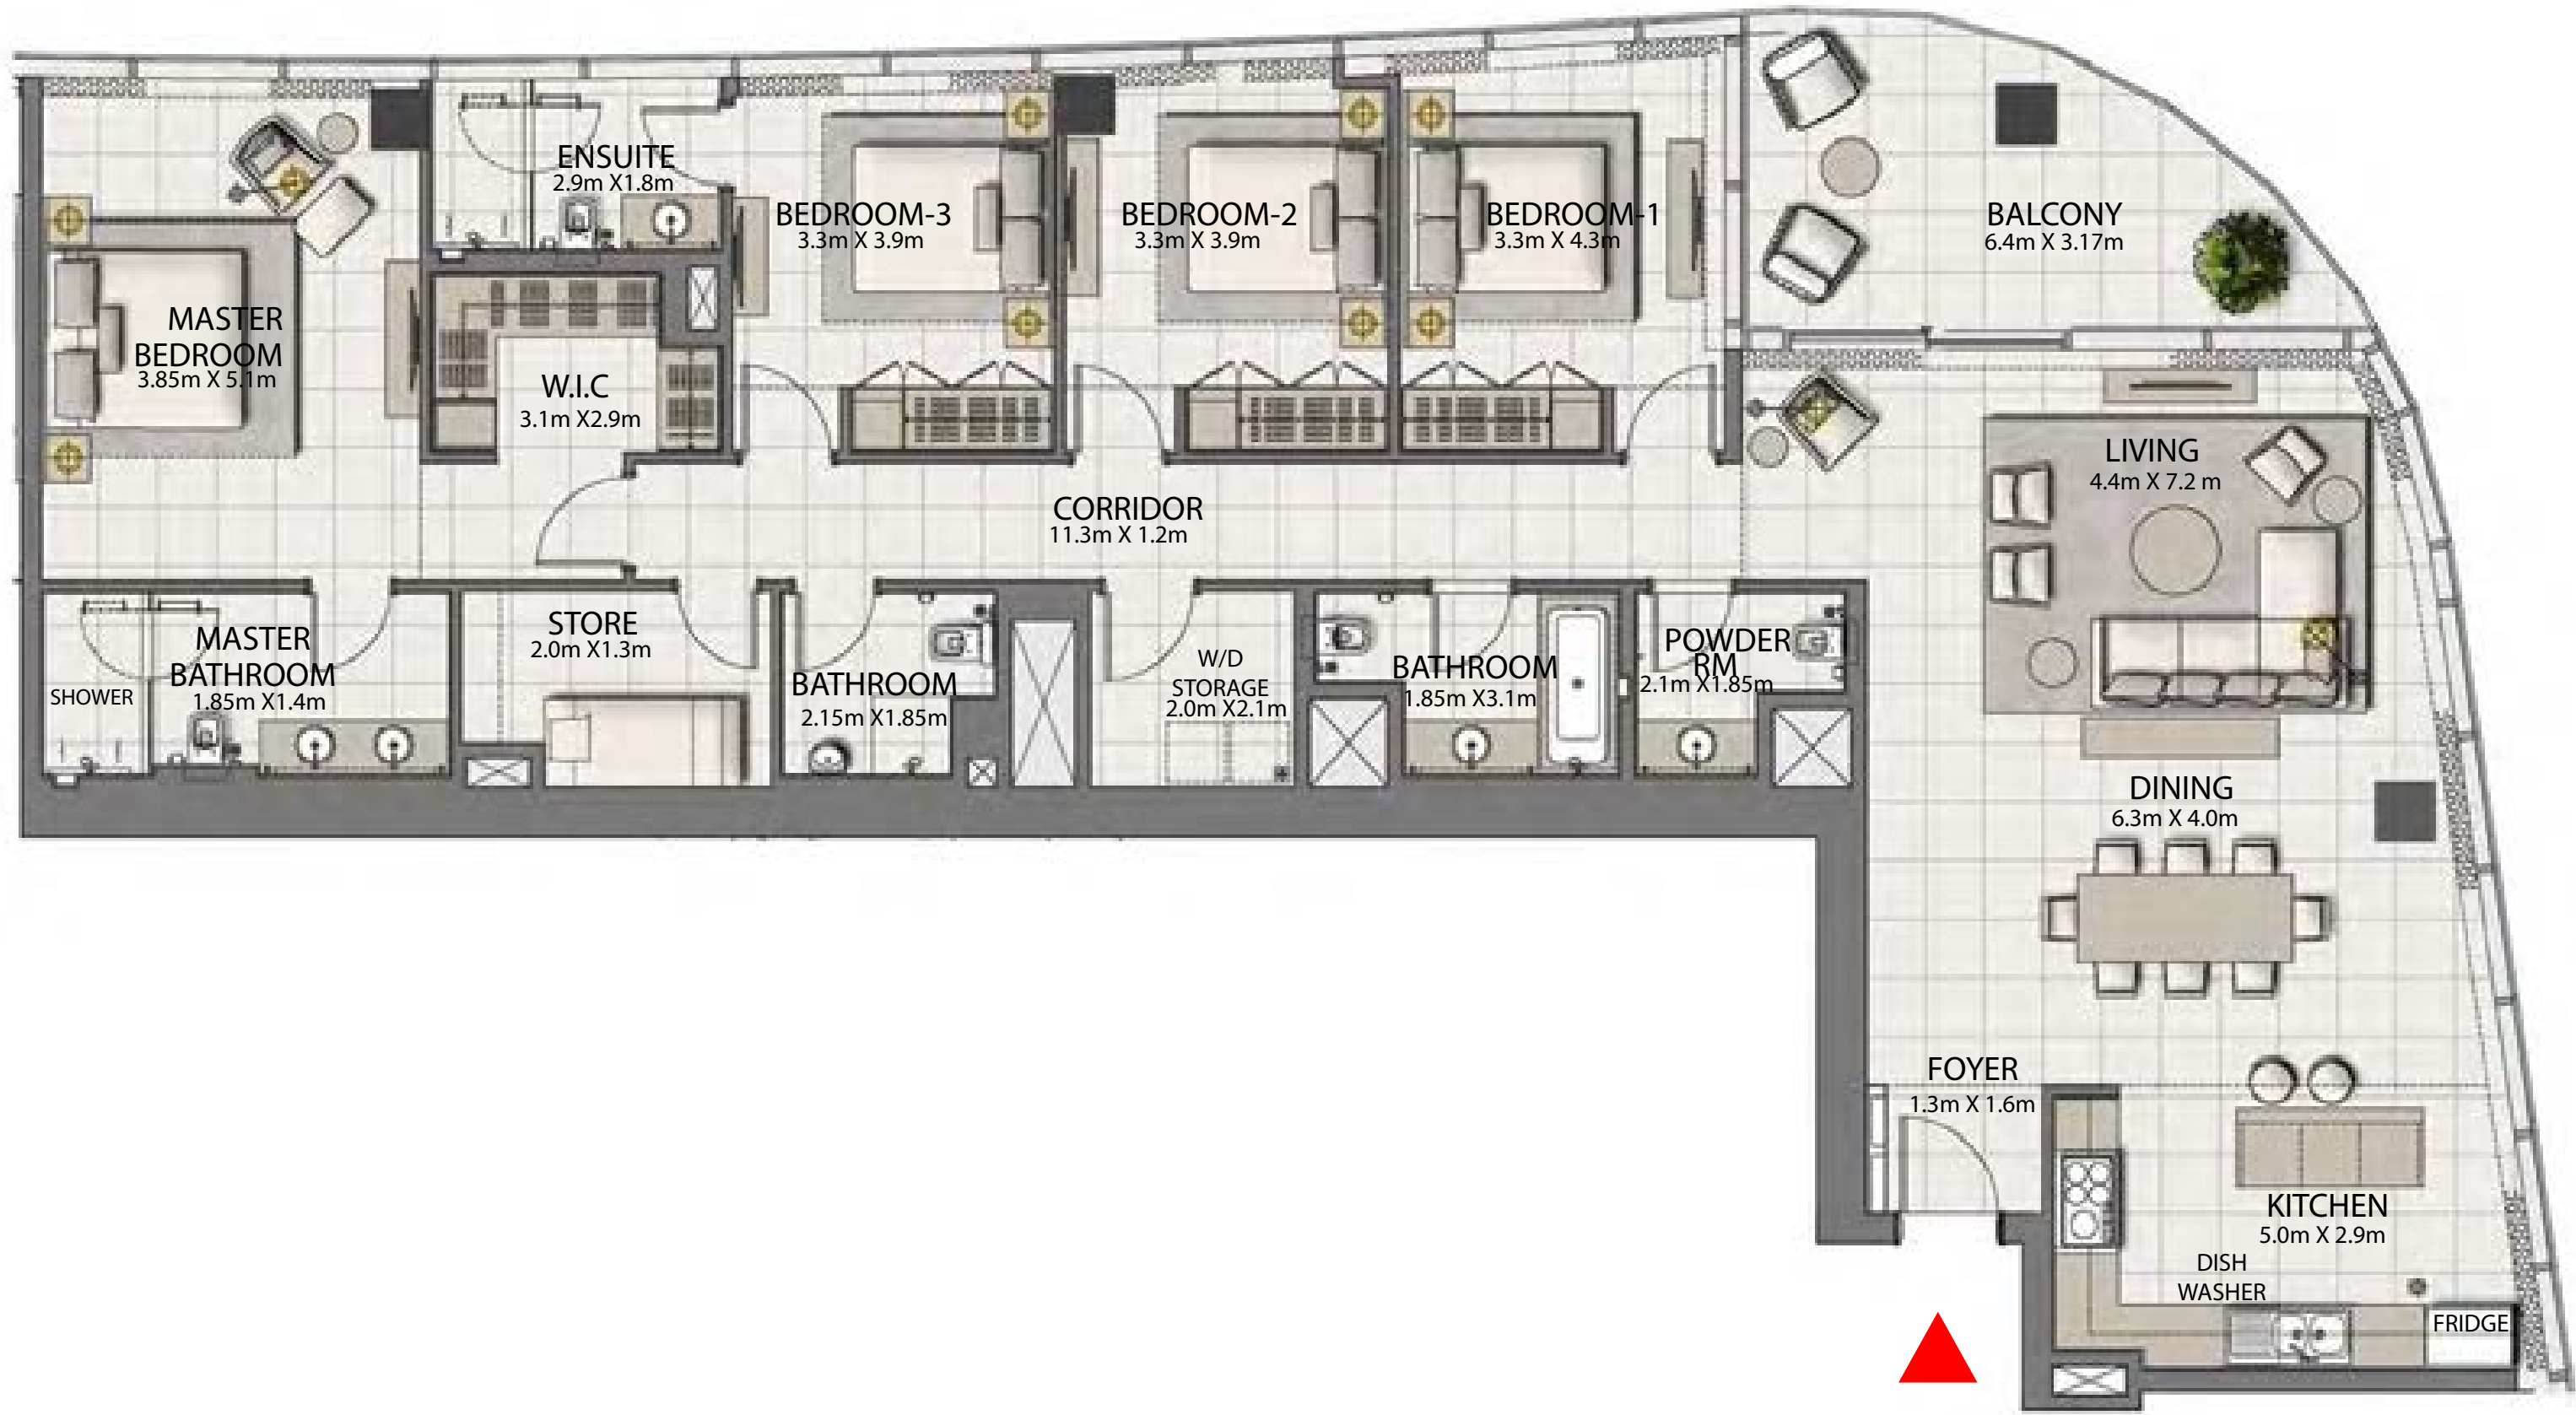 ENSUITE
2.9m X1.8m
BEDROOM-3
3.3m X 3.9m
BEDROOM-2
3.3m X 3.9m
BEDROOM-1
3.3m X 4.3m
BALCONY
6.4m X 3.17m
MASTER
BEDROOM
3.85m X 5.1m
W.I.C
3.1m X2.9m
LIVING
4.4m X 7.2 m
CORRIDOR
11.3m X 1.2m
MASTER
BATHROOM
1.85m X1.4m
SHOWER
STORE
2.0m X1.3m
BATHROOM
2.15m X1.85m
W/D
STORAGE
2.0m X2.1m
BATHROOM
1.85m X3.1m
POWDER
RM
2.1m X1.85m
DINING
6.3m X 4.0m
FOYER
1.3m X 1.6m
KITCHEN
5.0m X 2.9m
DISH
WASHER
FRIDGE